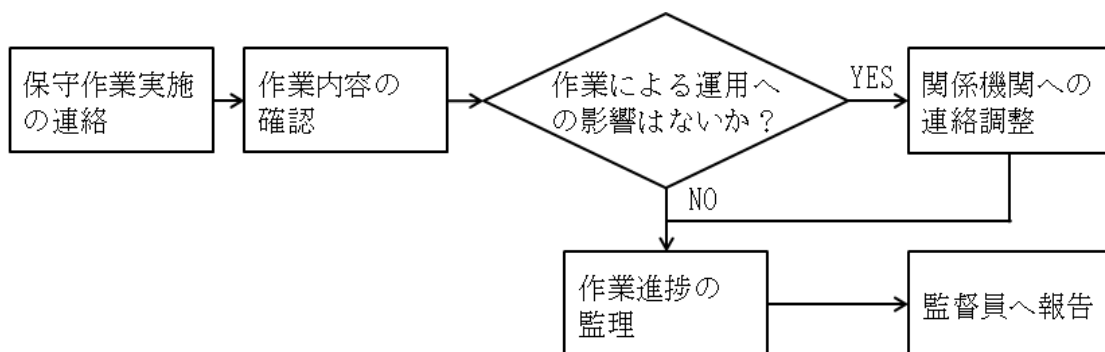 保守作業実施
の連絡
作業内容の
確認
作業による運用へ
の影響はないか？
YES
関係機関への
連絡調整
NO
作業進捗の
監理
監督員へ報告